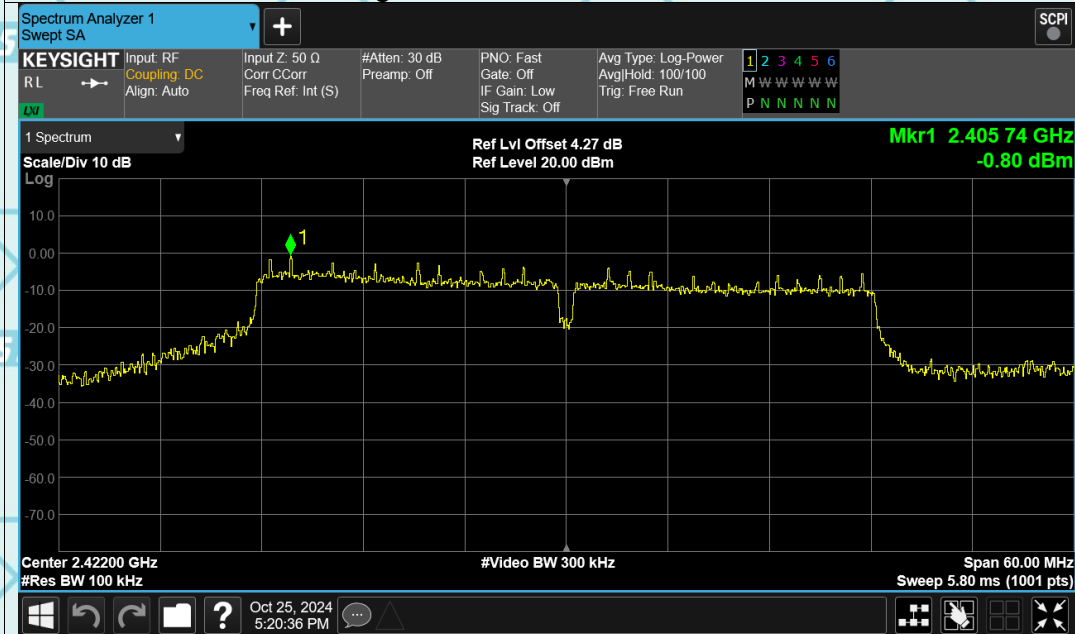 Spectrum Analyzer 1
Swept SA
+
SCPI
KEYSIGHT
R L
LXI
Input: RF
Coupling: DC
Align: Auto
Input Z: 50 Ω
Corr CCorr
Freq Ref: Int (S)
#Atten: 30 dB
Preamp: Off
PNO: Fast
Gate: Off
IF Gain: Low
Sig Track: Off
Avg Type: Log-Power
Avg|Hold: 100/100
Trig: Free Run
1 2 3 4 5 6
M W W W W W
P N N N N N
1 Spectrum
Scale/Div 10 dB
Log
Ref Lvl Offset 4.27 dB
Ref Level 20.00 dBm
Mkr1 2.405 74 GHz
-0.80 dBm
1
10.0
0.00
-10.0
-20.0
-30.0
-40.0
-50.0
-60.0
-70.0
Center 2.42200 GHz
#Res BW 100 kHz
#Video BW 300 kHz
Span 60.00 MHz
Sweep 5.80 ms (1001 pts)
?
Oct 25, 2024
5:20:36 PM